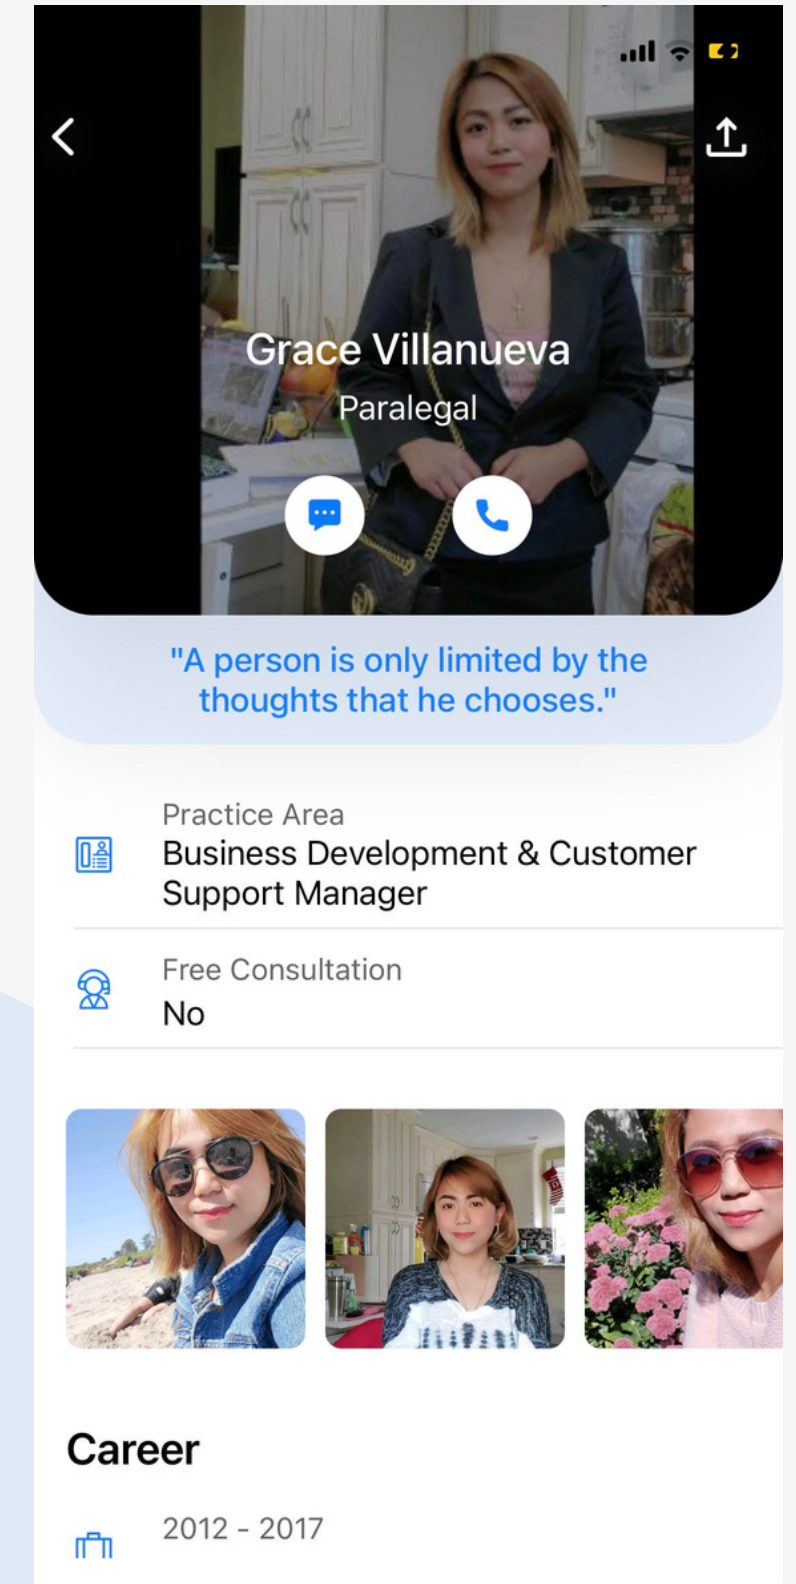 Grace Villanueva
Paralegal
"A person is only limited by the
thoughts that he chooses."
Practice Area
Business Development & Customer
Support Manager
Free Consultation
No
Career
2012 - 2017